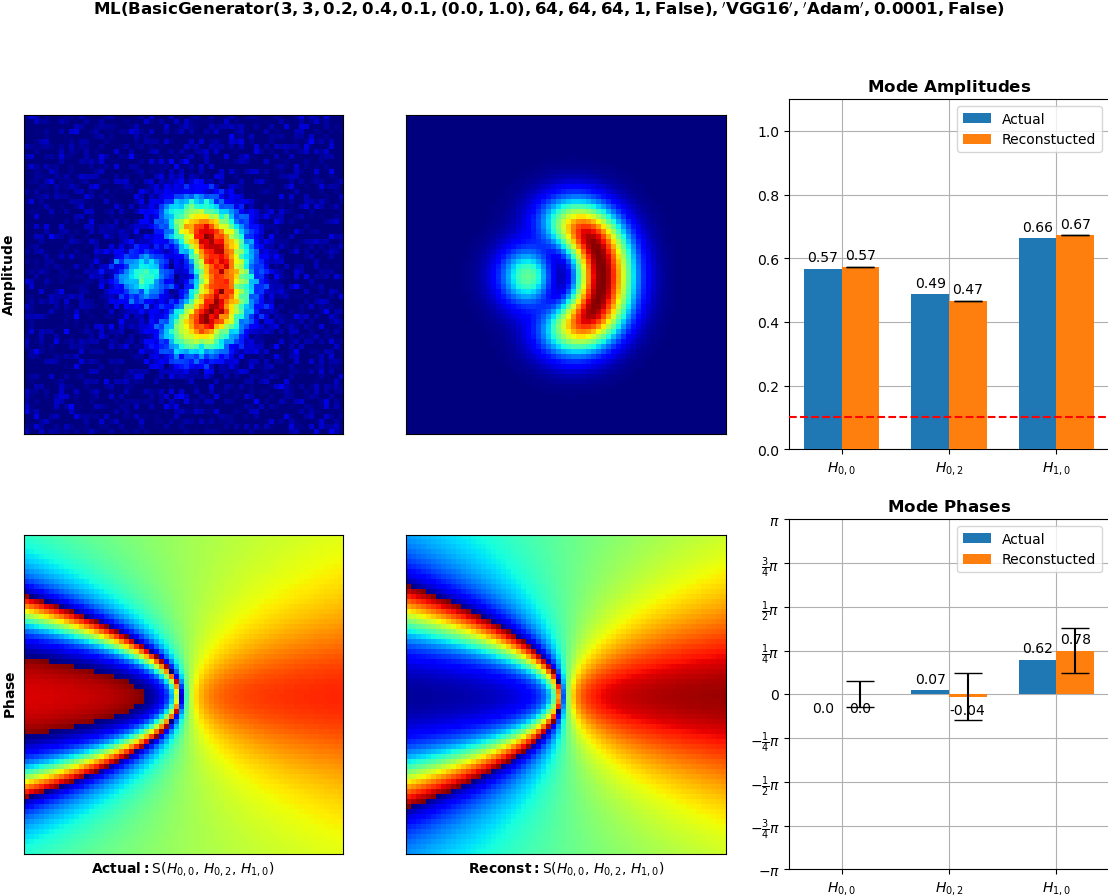 ML(BasicGenerator(3, 3, 0.2, 0.4, 0.1, (0.0, 1.0), 64, 64, 64, 1, False), ′VGG16′, ′Adam′, 0.0001, False)
Amplitude
Mode Amplitudes
Actual
Reconstucted
1.0
0.8
0.6
0.4
0.2
0.0
0.57 0.57
0.49 0.47
0.66 0.67
H0,0 H0,2 H1,0
Phase
Actual: S(H0,0, H0,2, H1,0)
Reconst: S(H0,0, H0,2, H1,0)
Mode Phases
Actual
Reconstucted
π
3/4π
1/2π
1/4π
0
−1/4π
−1/2π
−3/4π
−π
0.0 0.0
0.07 -0.04
0.62 0.78
H0,0 H0,2 H1,0